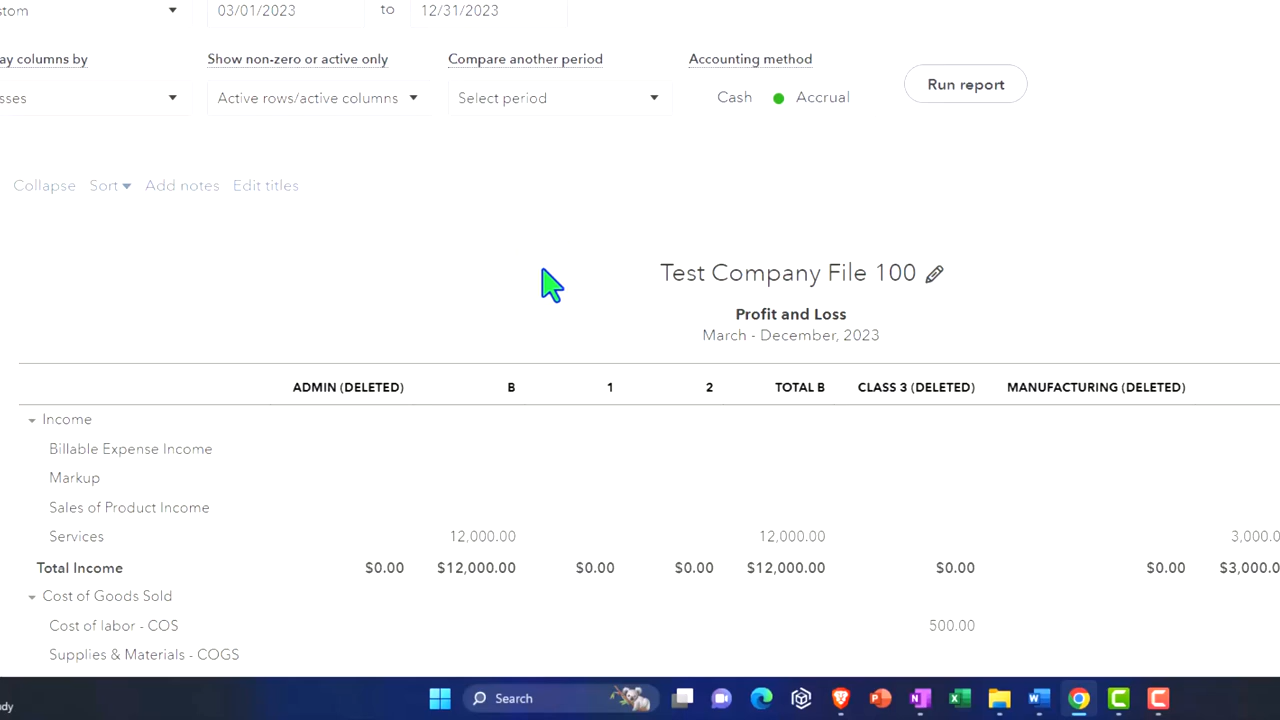 stom 03/01/2023 to 12/31/2023
ay columns by Show non-zero or active only Compare another period Accounting method
sses Active rows/active columns Select period Cash Accrual Run report
Collapse Sort Add notes Edit titles
Test Company File 100
Profit and Loss
March - December, 2023
ADMIN (DELETED) B 1 2 TOTAL B CLASS 3 (DELETED) MANUFACTURING (DELETED)
Income
Billable Expense Income
Markup
Sales of Product Income
Services 12,000.00 12,000.00 3,000.0
Total Income $0.00 $12,000.00 $0.00 $0.00 $12,000.00 $0.00 $0.00 $3,000.0
Cost of Goods Sold
Cost of labor - COS 500.00
Supplies & Materials - COGS
dy Search